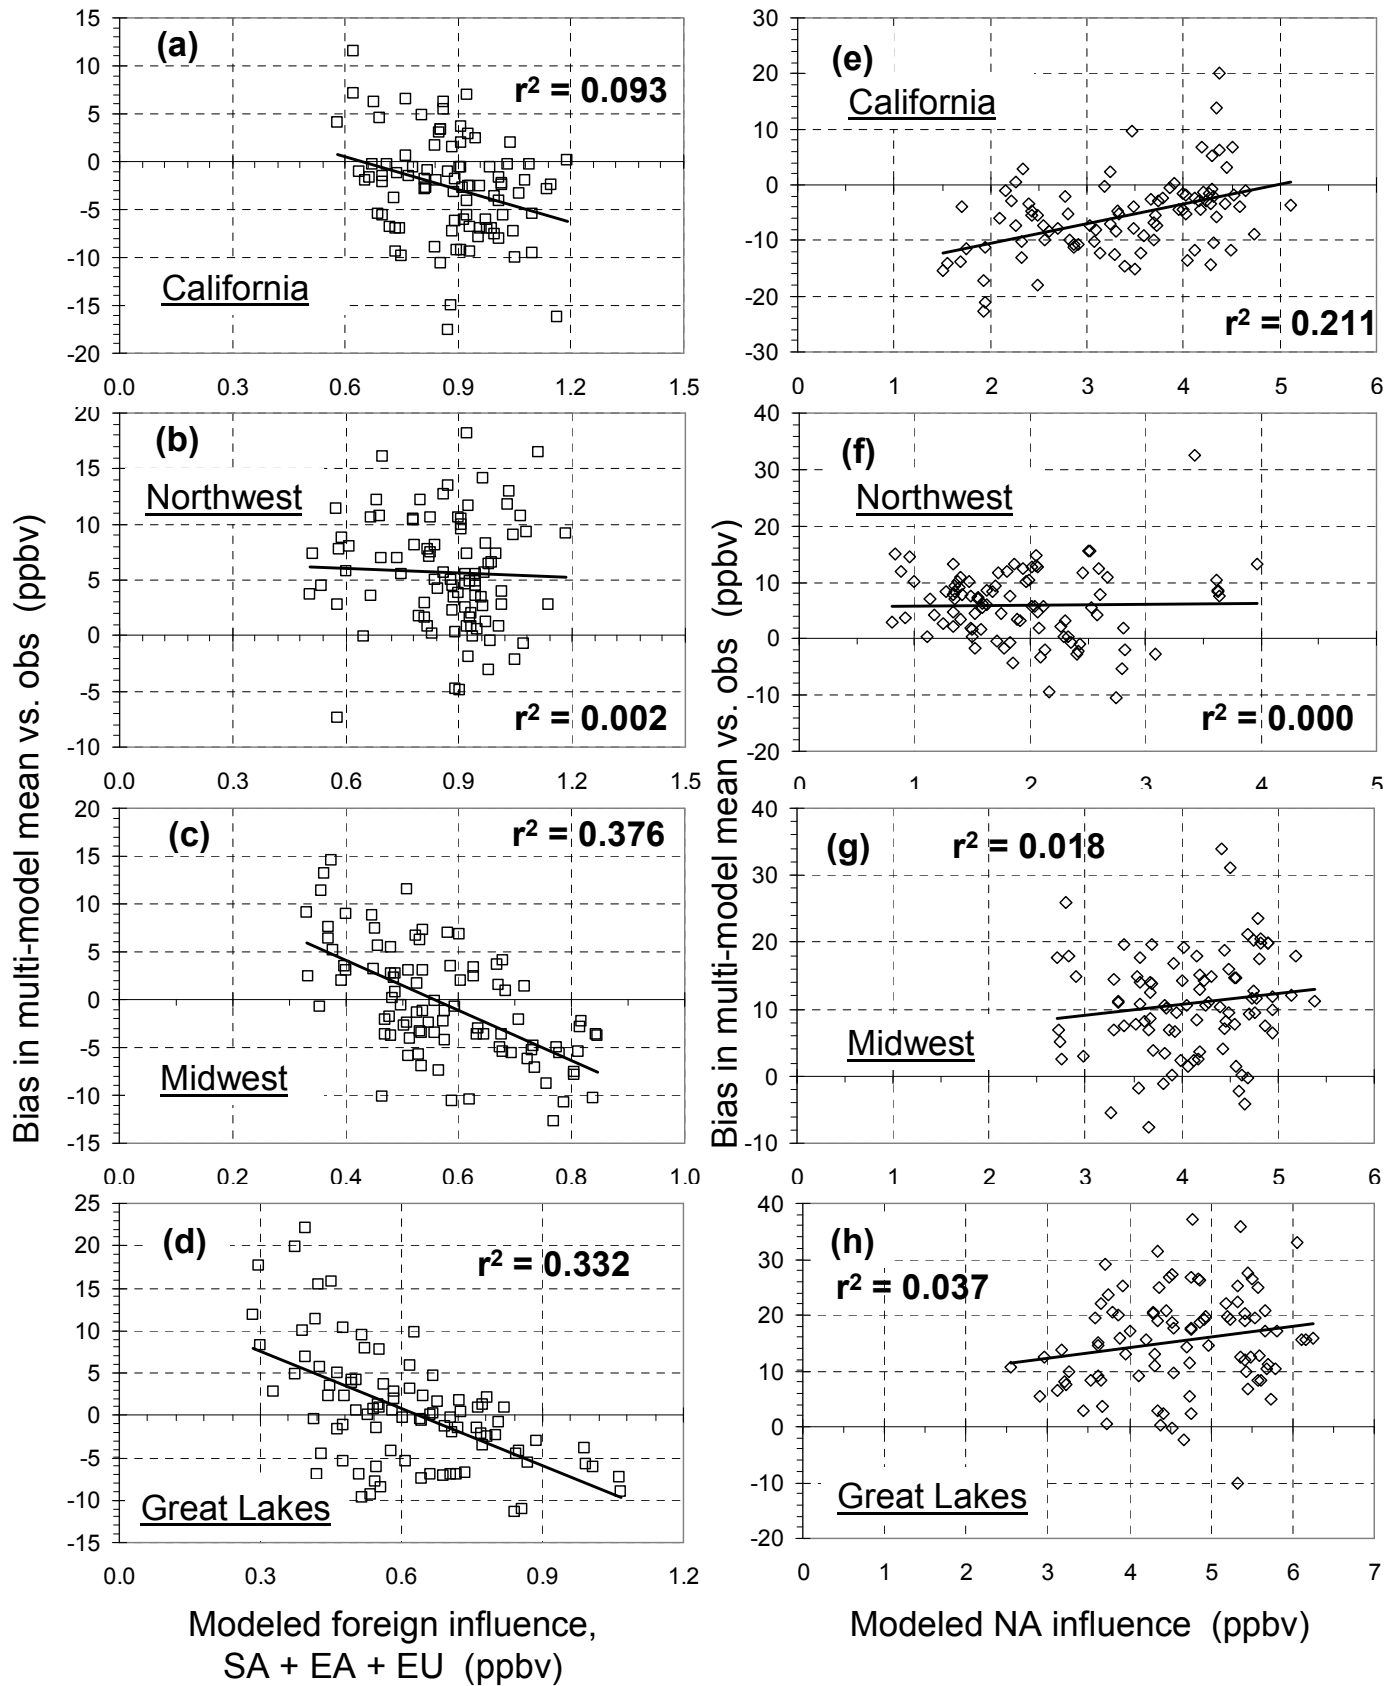 Bias in multi-model mean vs. obs (ppbv)
(a)
r² = 0.093
California
15
10
5
0
-5
-10
-15
-20
0.0 0.3 0.6 0.9 1.2 1.5
(b)
Northwest
r² = 0.002
20
15
10
5
0
-5
-10
0.0 0.3 0.6 0.9 1.2 1.5
(c)
r² = 0.376
Midwest
20
15
10
5
0
-5
-10
-15
0.0 0.2 0.4 0.6 0.8 1.0
(d)
r² = 0.332
Great Lakes
25
20
15
10
5
0
-5
-10
-15
0.0 0.3 0.6 0.9 1.2
Modeled foreign influence,
SA + EA + EU (ppbv)
Bias in multi-model mean vs. obs (ppbv)
(e)
California
r² = 0.211
30
20
10
0
-10
-20
-30
0 1 2 3 4 5 6
(f)
Northwest
r² = 0.000
40
30
20
10
0
-10
-20
0 1 2 3 4 5
(g)
r² = 0.018
Midwest
40
30
20
10
0
-10
0 1 2 3 4 5 6
(h)
r² = 0.037
Great Lakes
40
30
20
10
0
-10
-20
0 1 2 3 4 5 6 7
Modeled NA influence (ppbv)